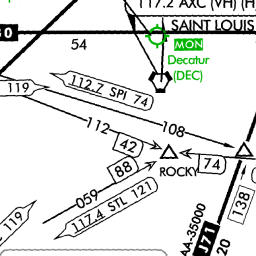 117.2 AXC (VH) (H
SAINT LOUIS
MON
54
Decatur
(DEC)
112.7 SPI 74
119
112
108
42
88
ROCKY
74
059
117.4 STL 121
119
138
AA-35000
J71
20